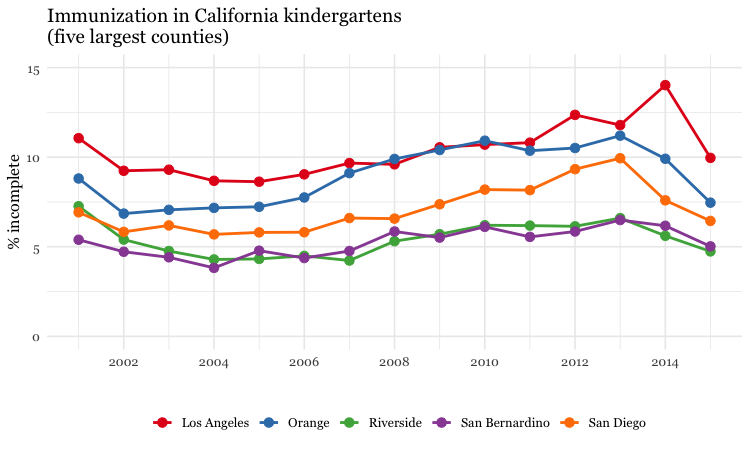 Immunization in California kindergartens
(five largest counties)
% incomplete
15
10
5
0
2002 2004 2006 2008 2010 2012 2014
Los Angeles Orange Riverside San Bernardino San Diego